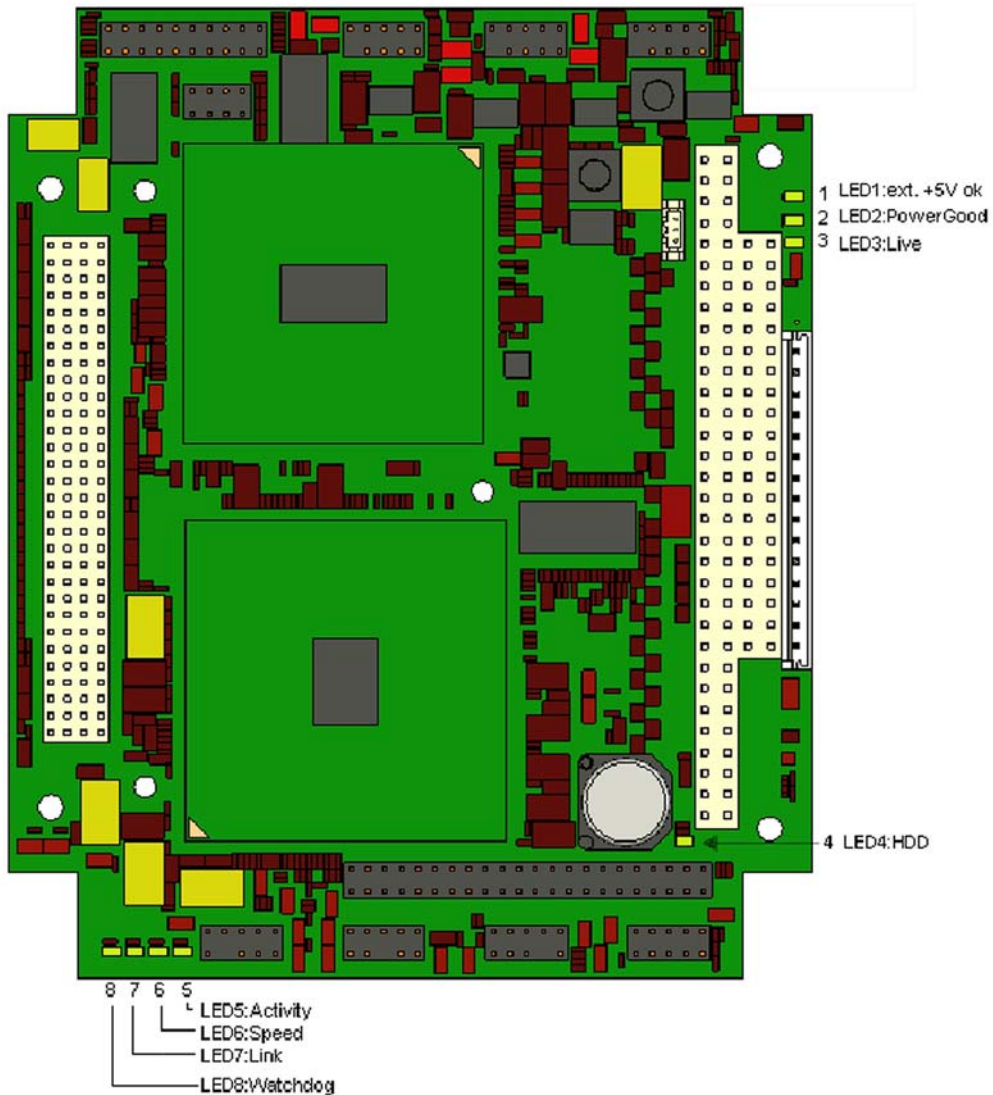 1 LED1:ext. +5V ok
2 LED2:PowerGood
3 LED3:Live
4 LED4:HDD
8 7 6 5
LED5:Activity
LED6:Speed
LED7:Link
LED8:Watchdog